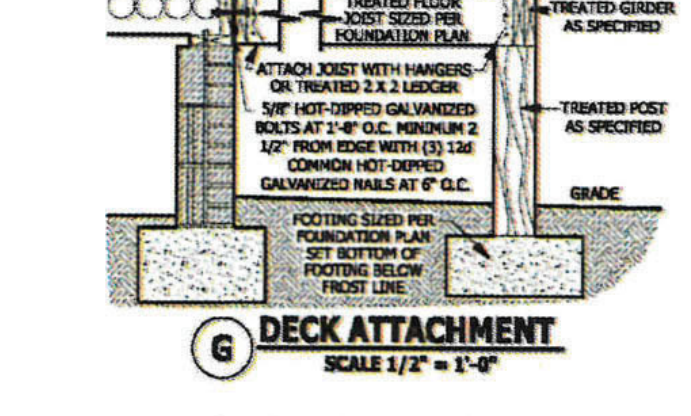 TREATED FLOOR
JOIST SIZED PER
FOUNDATION PLAN
TREATED GIRDER
AS SPECIFIED
ATTACH JOIST WITH HANGERS
OR TREATED 2 X 2 LEDGER
5/8" HOT-DIPPED GALVANIZED
BOLTS AT 1'-8" O.C. MINIMUM 2
1/2" FROM EDGE WITH (3) 12d
COMMON HOT-DIPPED
GALVANIZED NAILS AT 6" O.C.
TREATED POST
AS SPECIFIED
GRADE
FOOTING SIZED PER
FOUNDATION PLAN
SET BOTTOM OF
FOOTING BELOW
FROST LINE
G DECK ATTACHMENT
SCALE 1/2" = 1'-0"